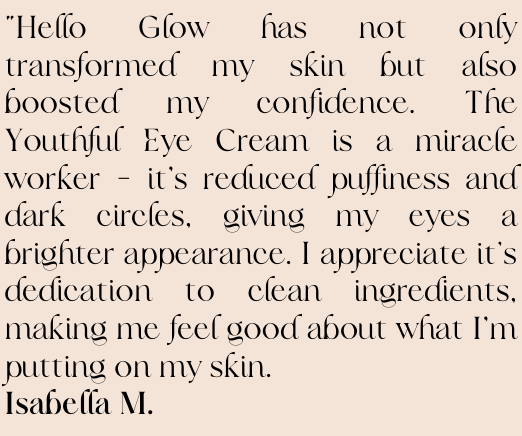 "Hello Glow has not only
transformed my skin but also
boosted my confidence. The
Youthful Eye Cream is a miracle
worker - it's reduced puffiness and
dark circles, giving my eyes a
brighter appearance. I appreciate it's
dedication to clean ingredients,
making me feel good about what I'm
putting on my skin.
Isabella M.